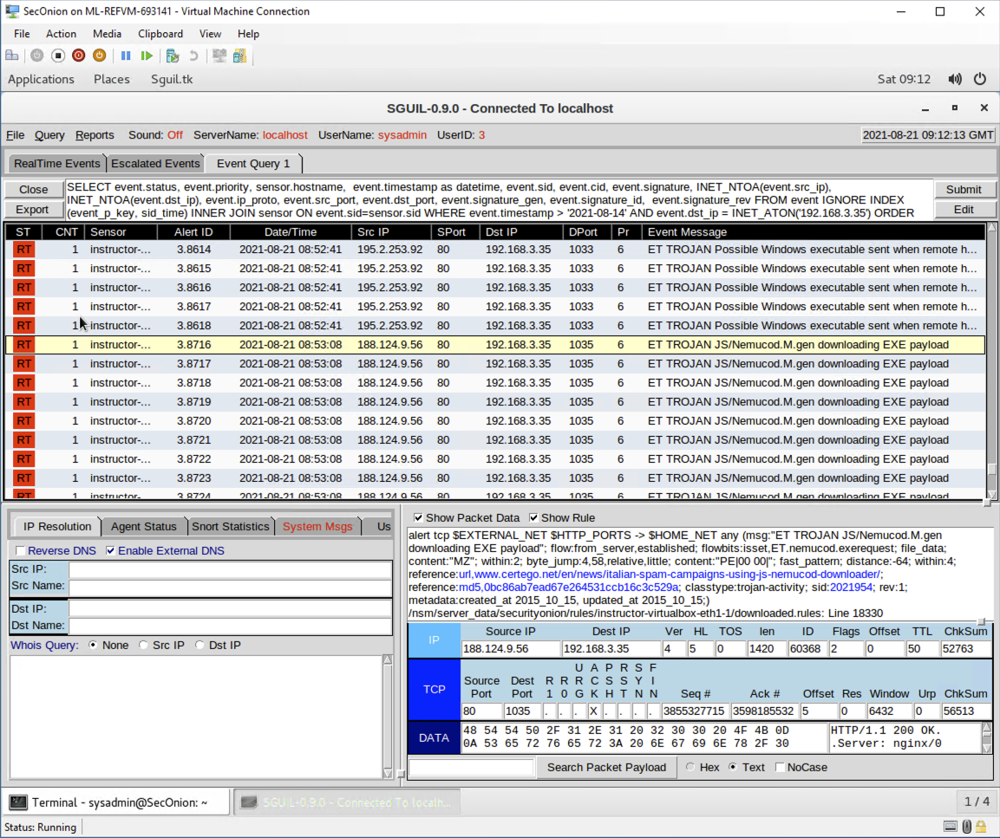 SecOnion on ML-REFVM-693141 - Virtual Machine Connection
File Action Media Clipboard View Help
Applications Places Sguil.tk Sat 09:12
SGUIL-0.9.0 - Connected To localhost
File Query Reports Sound: Off ServerName: localhost UserName: sysadmin UserID: 3 2021-08-21 09:12:13 GMT
RealTime Events Escalated Events Event Query 1
Close Export
SELECT event.status, event.priority, sensor.hostname, event.timestamp as datetime, event.sid, event.cid, event.signature, INET_NTOA(event.src_ip),
INET_NTOA(event.dst_ip), event.ip_proto, event.src_port, event.dst_port, event.signature_gen, event.signature_id, event.signature_rev FROM event IGNORE INDEX
(event_p_key, sid_time) INNER JOIN sensor ON event.sid=sensor.sid WHERE event.timestamp > '2021-08-14' AND event.dst_ip = INET_ATON('192.168.3.35') ORDER
Submit Edit
ST CNT Sensor Alert ID Date/Time Src IP SPort Dst IP DPort Pr Event Message
RT 1 instructor-... 3.8614 2021-08-21 08:52:41 195.2.253.92 80 192.168.3.35 1033 6 ET TROJAN Possible Windows executable sent when remote h...
RT 1 instructor-... 3.8615 2021-08-21 08:52:41 195.2.253.92 80 192.168.3.35 1033 6 ET TROJAN Possible Windows executable sent when remote h...
RT 1 instructor-... 3.8616 2021-08-21 08:52:41 195.2.253.92 80 192.168.3.35 1033 6 ET TROJAN Possible Windows executable sent when remote h...
RT 1 instructor-... 3.8617 2021-08-21 08:52:41 195.2.253.92 80 192.168.3.35 1033 6 ET TROJAN Possible Windows executable sent when remote h...
RT 1 instructor-... 3.8618 2021-08-21 08:52:41 195.2.253.92 80 192.168.3.35 1033 6 ET TROJAN Possible Windows executable sent when remote h...
RT 1 instructor-... 3.8716 2021-08-21 08:53:08 188.124.9.56 80 192.168.3.35 1035 6 ET TROJAN JS/Nemucod.M.gen downloading EXE payload
RT 1 instructor-... 3.8717 2021-08-21 08:53:08 188.124.9.56 80 192.168.3.35 1035 6 ET TROJAN JS/Nemucod.M.gen downloading EXE payload
RT 1 instructor-... 3.8718 2021-08-21 08:53:08 188.124.9.56 80 192.168.3.35 1035 6 ET TROJAN JS/Nemucod.M.gen downloading EXE payload
RT 1 instructor-... 3.8719 2021-08-21 08:53:08 188.124.9.56 80 192.168.3.35 1035 6 ET TROJAN JS/Nemucod.M.gen downloading EXE payload
RT 1 instructor-... 3.8720 2021-08-21 08:53:08 188.124.9.56 80 192.168.3.35 1035 6 ET TROJAN JS/Nemucod.M.gen downloading EXE payload
RT 1 instructor-... 3.8721 2021-08-21 08:53:08 188.124.9.56 80 192.168.3.35 1035 6 ET TROJAN JS/Nemucod.M.gen downloading EXE payload
RT 1 instructor-... 3.8722 2021-08-21 08:53:08 188.124.9.56 80 192.168.3.35 1035 6 ET TROJAN JS/Nemucod.M.gen downloading EXE payload
RT 1 instructor-... 3.8723 2021-08-21 08:53:08 188.124.9.56 80 192.168.3.35 1035 6 ET TROJAN JS/Nemucod.M.gen downloading EXE payload
RT 1 instructor- 3.8724 2021-08-21 08:53:08 188.124.9.56 80 192.168.3.35 1035 6 ET TROJAN JS/Nemucod.M.gen downloading EXE payload
IP Resolution Agent Status Snort Statistics System Msgs Us
Reverse DNS Enable External DNS
Src IP:
Src Name:
Dst IP:
Dst Name:
Whois Query: None Src IP Dst IP
Show Packet Data Show Rule
alert tcp $EXTERNAL_NET $HTTP_PORTS -> $HOME_NET any (msg:"ET TROJAN JS/Nemucod.M.gen
downloading EXE payload"; flow:from_server,established; flowbits:isset,ET.nemucod.exerequest; file_data;
content:"MZ"; within:2; byte_jump:4,58,relative,little; content:"PE|00 00|"; fast_pattern; distance:-64; within:4;
reference:url,www.certego.net/en/news/italian-spam-campaigns-using-js-nemucod-downloader/;
reference:md5,0bc86ab7ead67e264531ccb16c3c529a; classtype:trojan-activity; sid:2021954; rev:1;
metadata:created_at 2015_10_15, updated_at 2015_10_15;)
/nsm/server_data/securityonion/rules/instructor-virtualbox-eth1-1/downloaded.rules: Line 18330
IP
Source IP Dest IP Ver HL TOS len ID Flags Offset TTL ChkSum
188.124.9.56 192.168.3.35 4 5 0 1420 60368 2 0 50 52763
TCP
U A P R S F
R C S S Y I
Source Port Dest Port R1 R0 URG ACK PSH RST SYN FIN Seq # Ack # Offset Res Window Urp ChkSum
80 1035 . . . X . . . . 3855327715 3598185532 5 0 6432 0 56513
DATA
48 54 54 50 2F 31 2E 31 20 32 30 30 20 4F 4B 0D HTTP/1.1 200 OK.
0A 53 65 72 76 65 72 3A 20 6E 67 69 6E 78 2F 30 .Server: nginx/0
Search Packet Payload Hex Text NoCase
Terminal - sysadmin@SecOnion: ~ SGUIL-0.9.0 - Connected To localh... 1 / 4
Status: Running